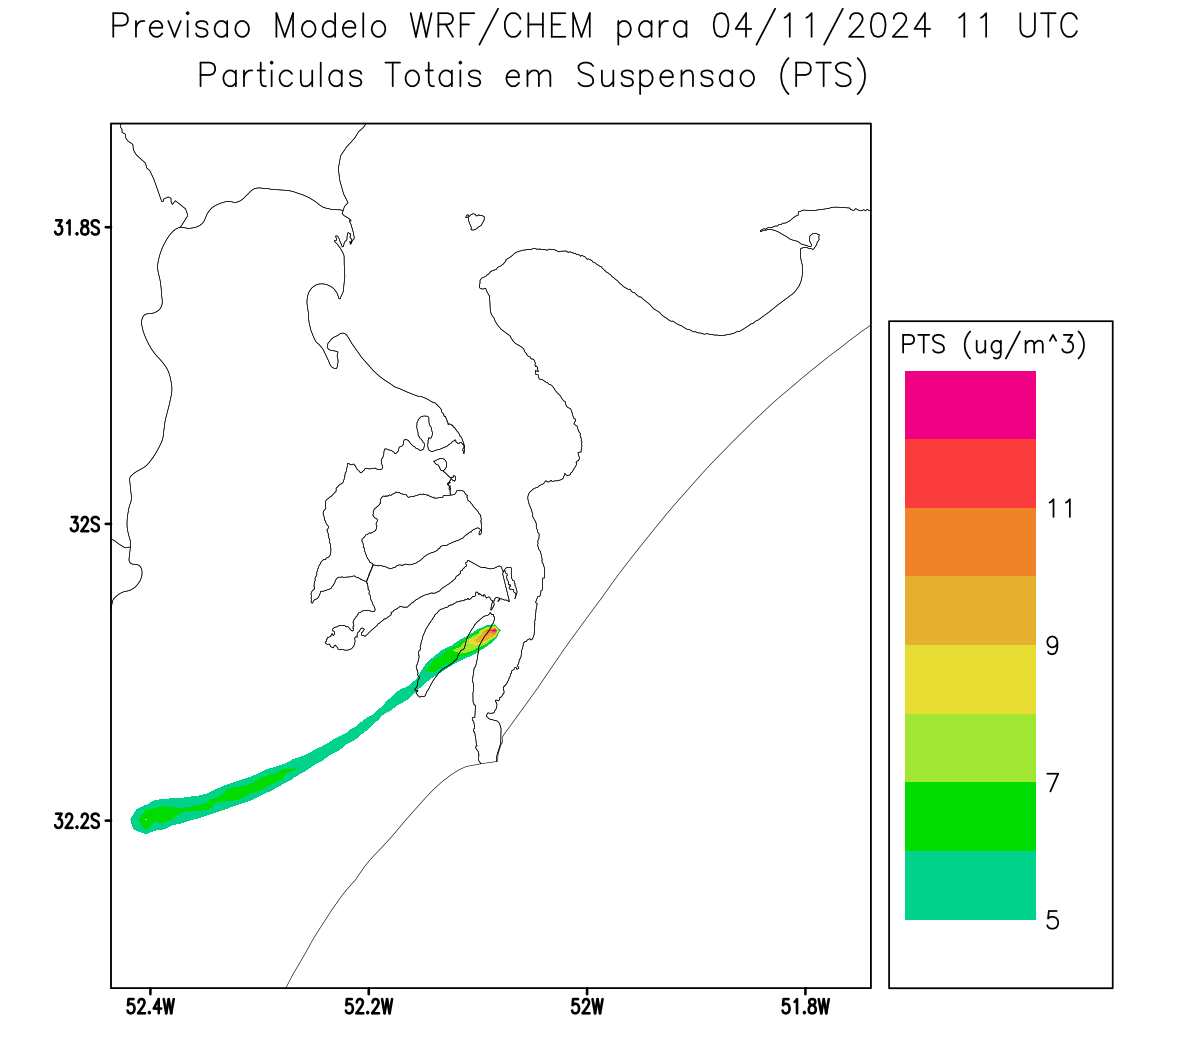 Previsao Modelo WRF/CHEM para 04/11/2024 11 UTC
Particulas Totais em Suspensao (PTS)
31.8S
32S
32.2S
52.4W
52.2W
52W
51.8W
PTS (ug/m^3)
11
9
7
5